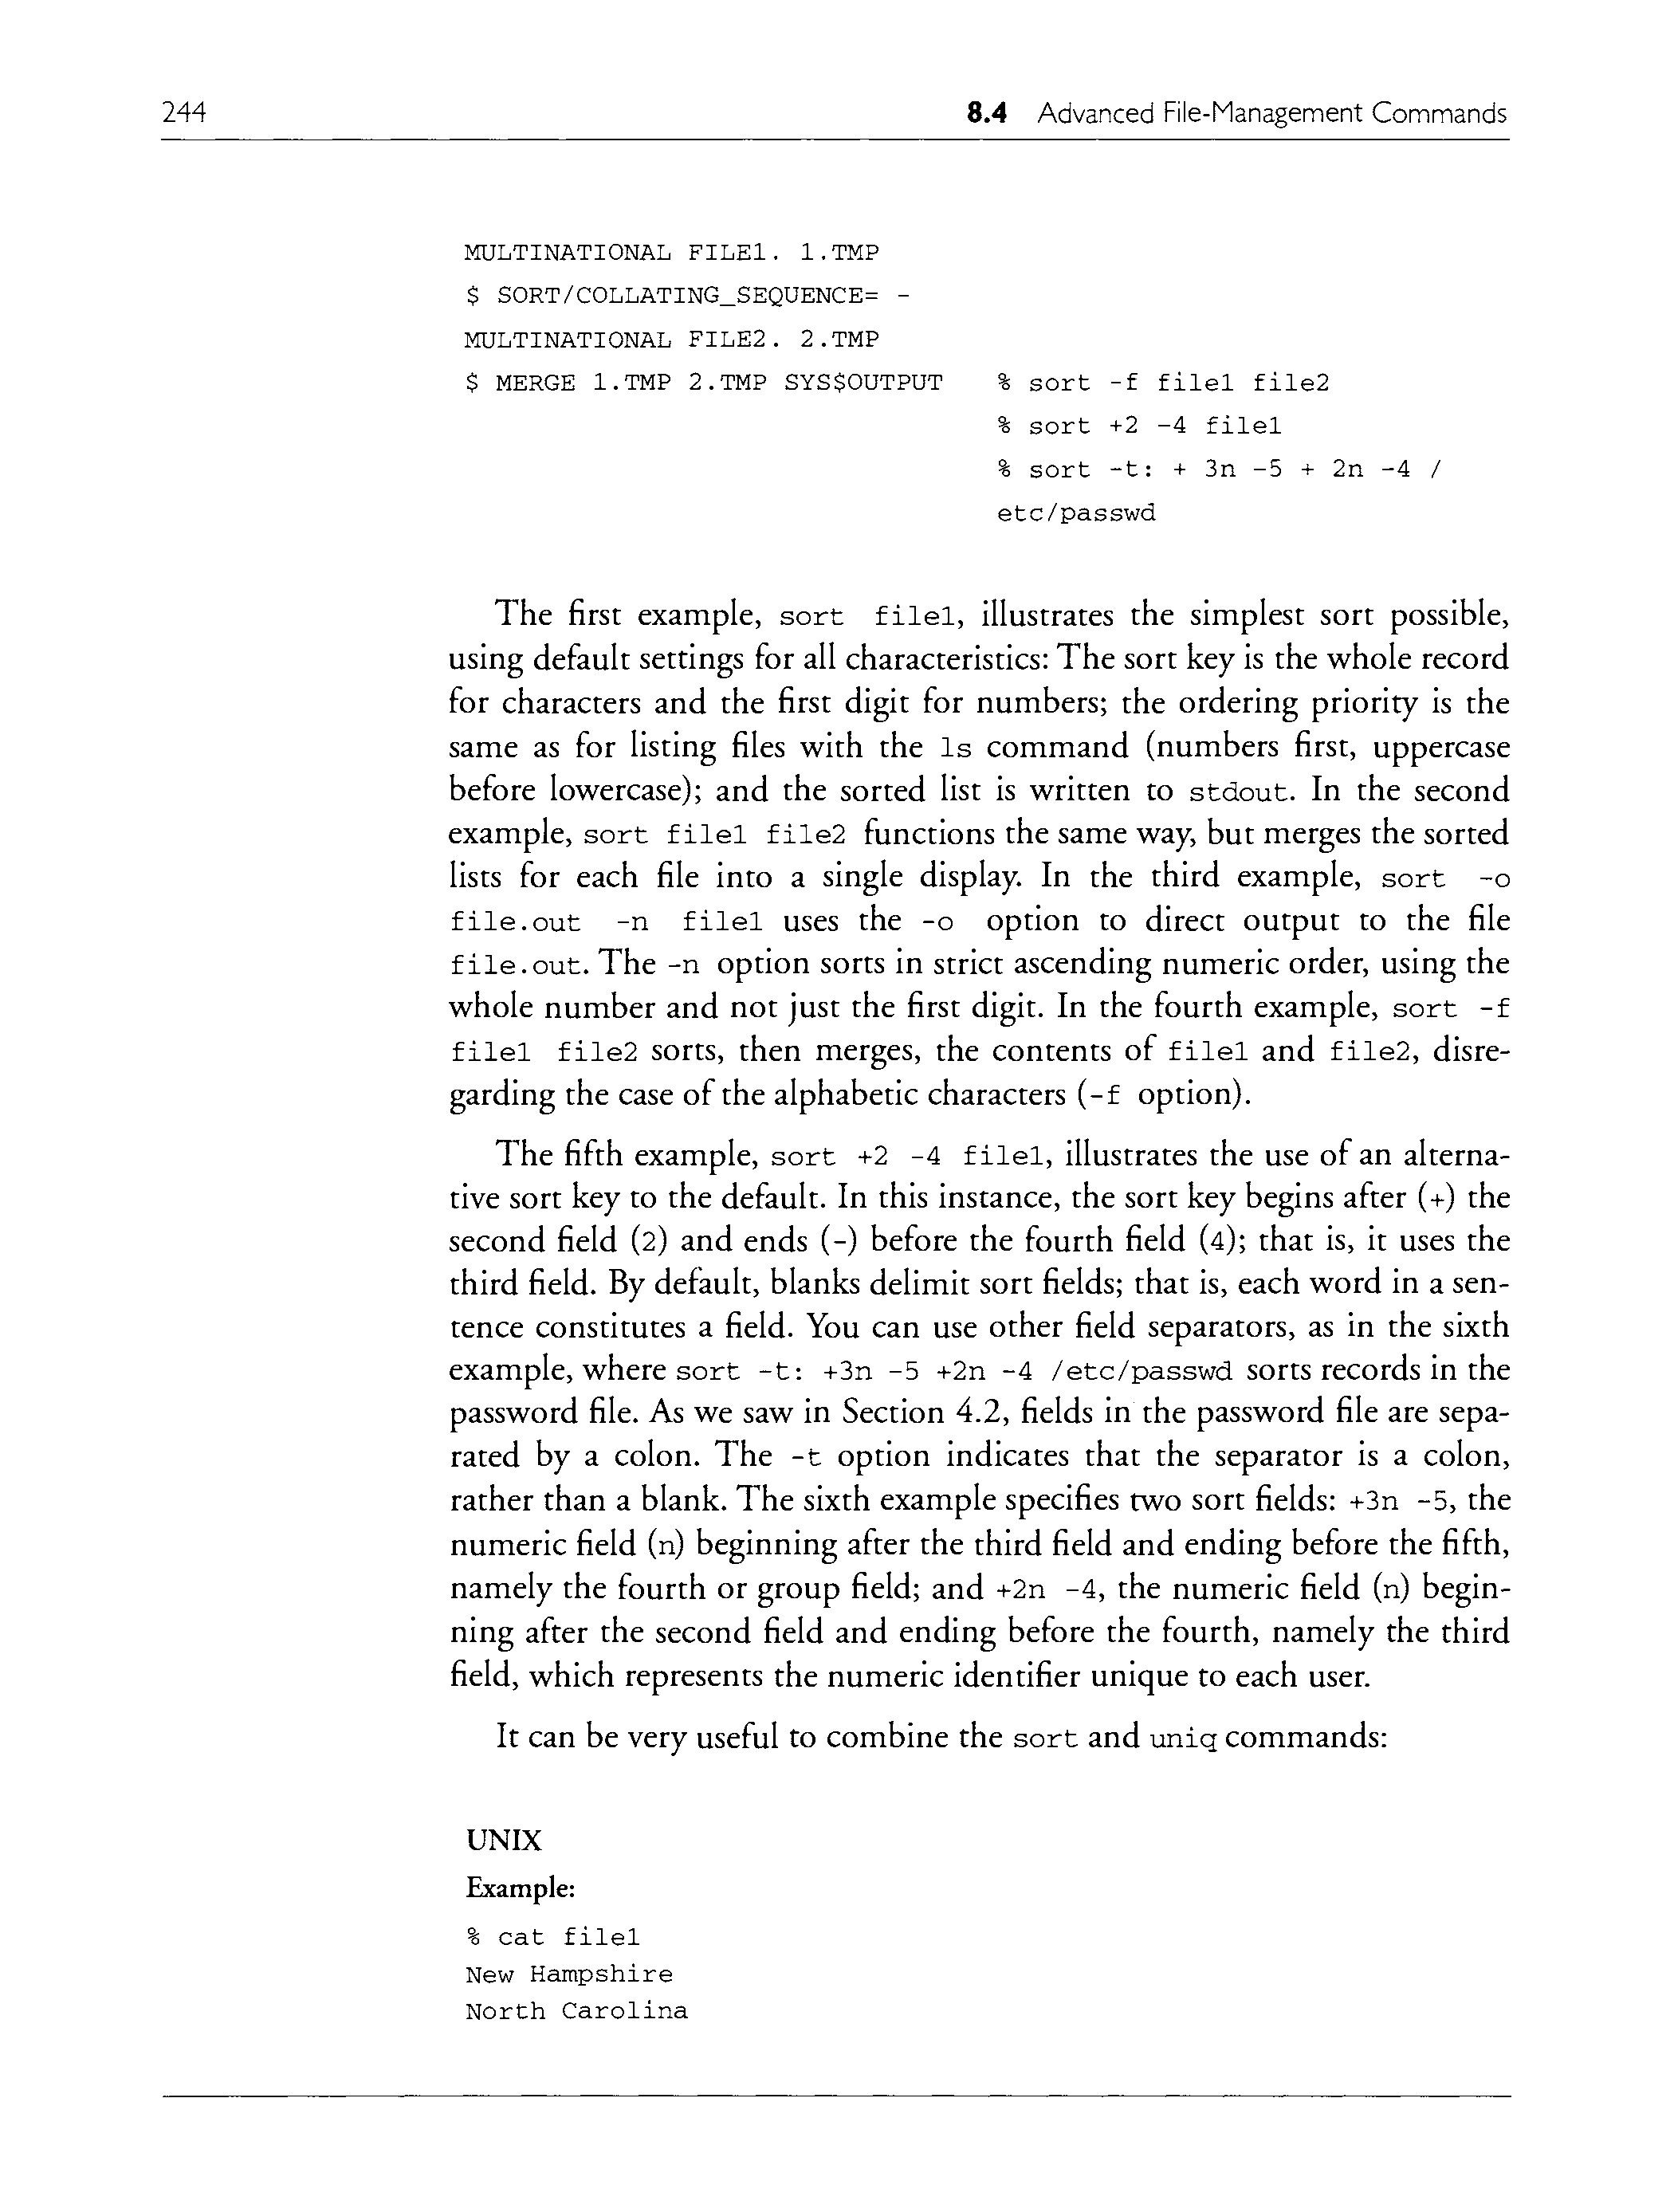 244 8.4 Advanced File-Management Commands
MULTINATIONAL FILE1. 1.TMP
$ SORT/COLLATING_SEQUENCE= -
MULTINATIONAL FILE2. 2.TMP
$ MERGE 1.TMP 2.TMP SYS$OUTPUT % sort -f file1 file2
% sort +2 -4 file1
% sort -t: + 3n -5 + 2n -4 /
etc/passwd
The first example, sort file1, illustrates the simplest sort possible,
using default settings for all characteristics: The sort key is the whole record
for characters and the first digit for numbers; the ordering priority is the
same as for listing files with the ls command (numbers first, uppercase
before lowercase); and the sorted list is written to stdout. In the second
example, sort file1 file2 functions the same way, but merges the sorted
lists for each file into a single display. In the third example, sort -o
file.out -n file1 uses the -o option to direct output to the file
file.out. The -n option sorts in strict ascending numeric order, using the
whole number and not just the first digit. In the fourth example, sort -f
file1 file2 sorts, then merges, the contents of file1 and file2, disre-
garding the case of the alphabetic characters (-f option).
The fifth example, sort +2 -4 file1, illustrates the use of an alterna-
tive sort key to the default. In this instance, the sort key begins after (+) the
second field (2) and ends (-) before the fourth field (4); that is, it uses the
third field. By default, blanks delimit sort fields; that is, each word in a sen-
tence constitutes a field. You can use other field separators, as in the sixth
example, where sort -t: +3n -5 +2n -4 /etc/passwd sorts records in the
password file. As we saw in Section 4.2, fields in the password file are sepa-
rated by a colon. The -t option indicates that the separator is a colon,
rather than a blank. The sixth example specifies two sort fields: +3n -5, the
numeric field (n) beginning after the third field and ending before the fifth,
namely the fourth or group field; and +2n -4, the numeric field (n) begin-
ning after the second field and ending before the fourth, namely the third
field, which represents the numeric identifier unique to each user.
It can be very useful to combine the sort and uniq commands:
UNIX
Example:
% cat file1
New Hampshire
North Carolina